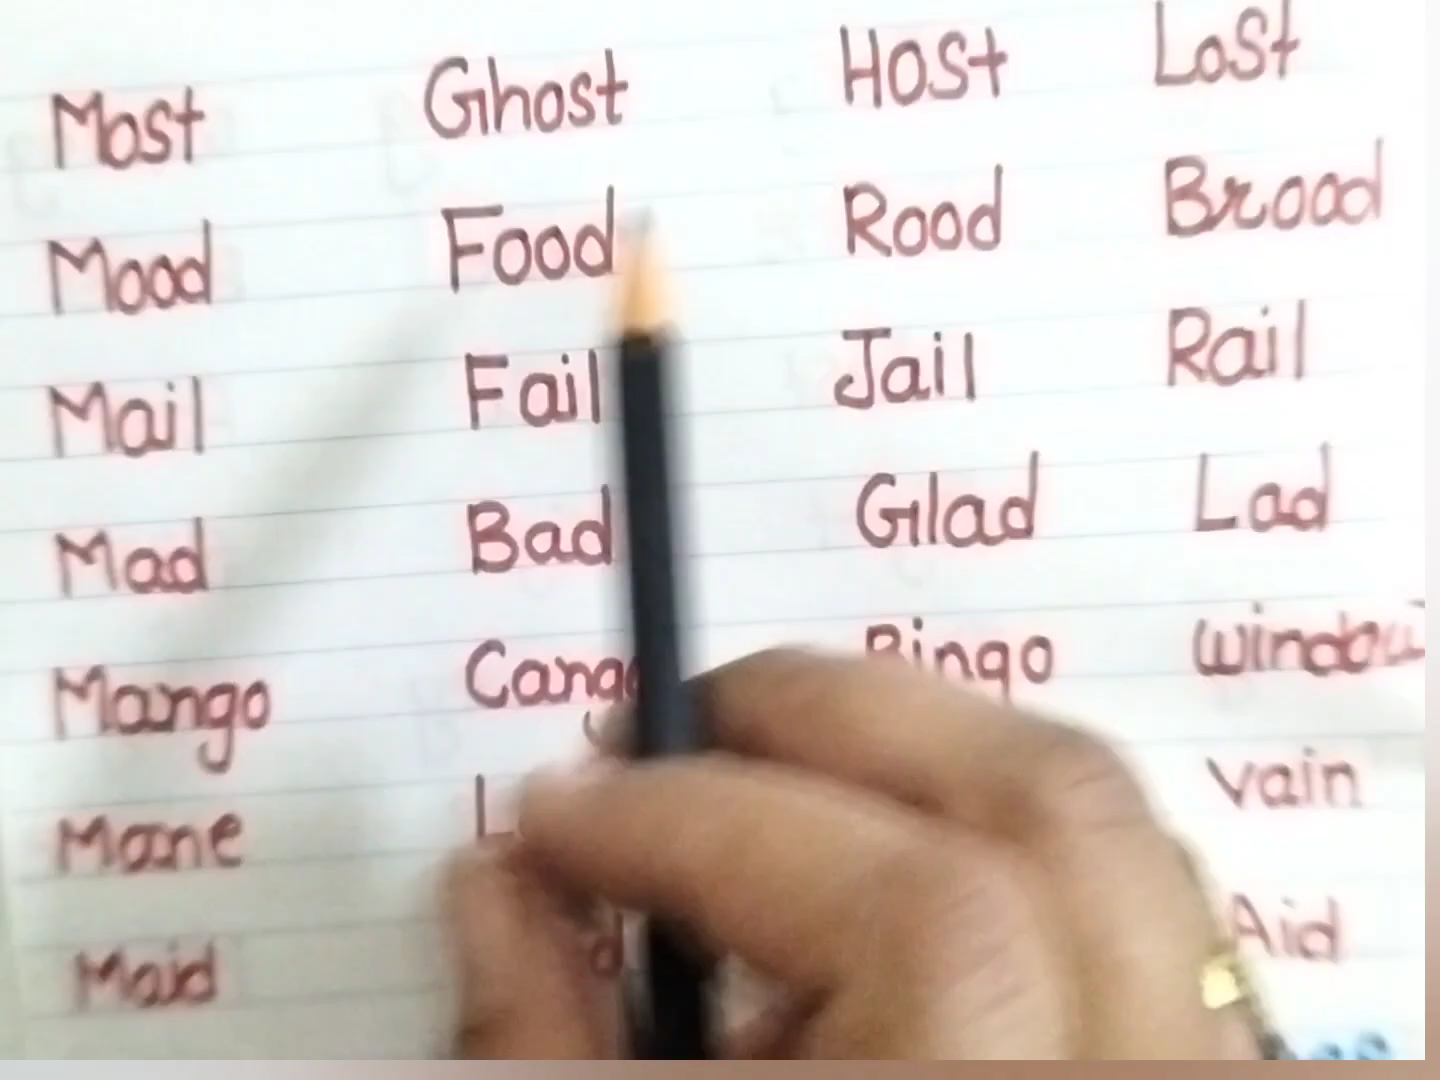 Most Ghost Host Lost
Mood Food Rood Brood
Mail Fail Jail Rail
Mad Bad Glad Lad
Mango Bingo window
Mane vain
Maid Aid